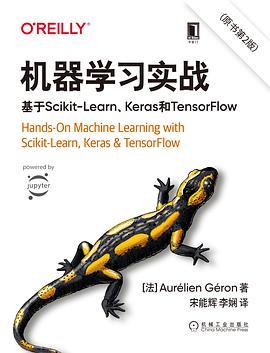 O'REILLY®
(原书第2版)
机器学习实战
基于Scikit-Learn、Keras和TensorFlow
Hands-On Machine Learning with
Scikit-Learn, Keras & TensorFlow
powered by
jupyter
[法] Aurélien Géron 著
宋能辉 李娴 译
机械工业出版社
China Machine Press